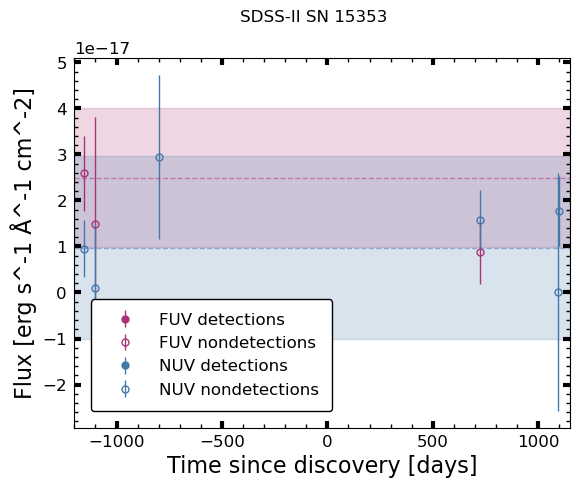 SDSS-II SN 15353
1e−17
5
4
3
2
1
0
−1
−2
Flux [erg s^-1 Å^-1 cm^-2]
FUV detections
FUV nondetections
NUV detections
NUV nondetections
−1000 −500 0 500 1000
Time since discovery [days]